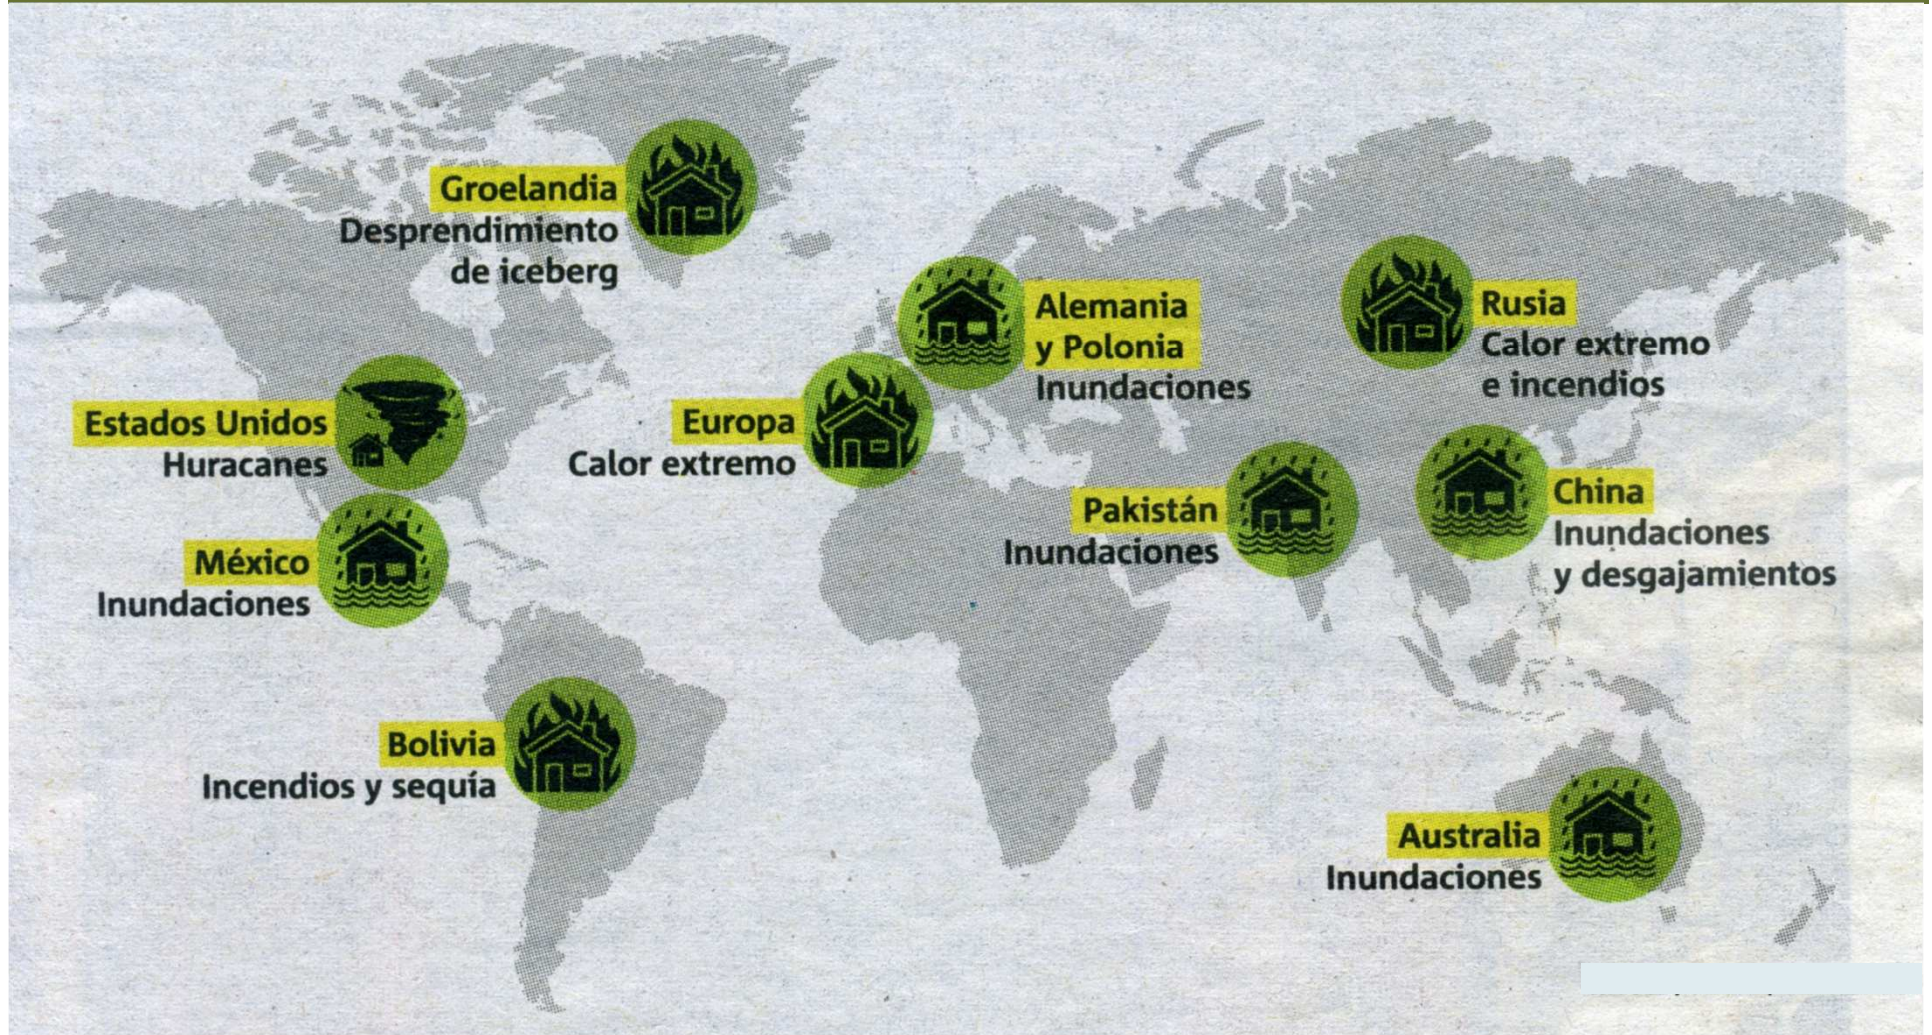 Groelandia
Desprendimiento
de iceberg
Alemania
y Polonia
Inundaciones
Rusia
Calor extremo
e incendios
Estados Unidos
Huracanes
Europa
Calor extremo
Pakistán
Inundaciones
China
Inundaciones
y desgajamientos
México
Inundaciones
Bolivia
Incendios y sequía
Australia
Inundaciones